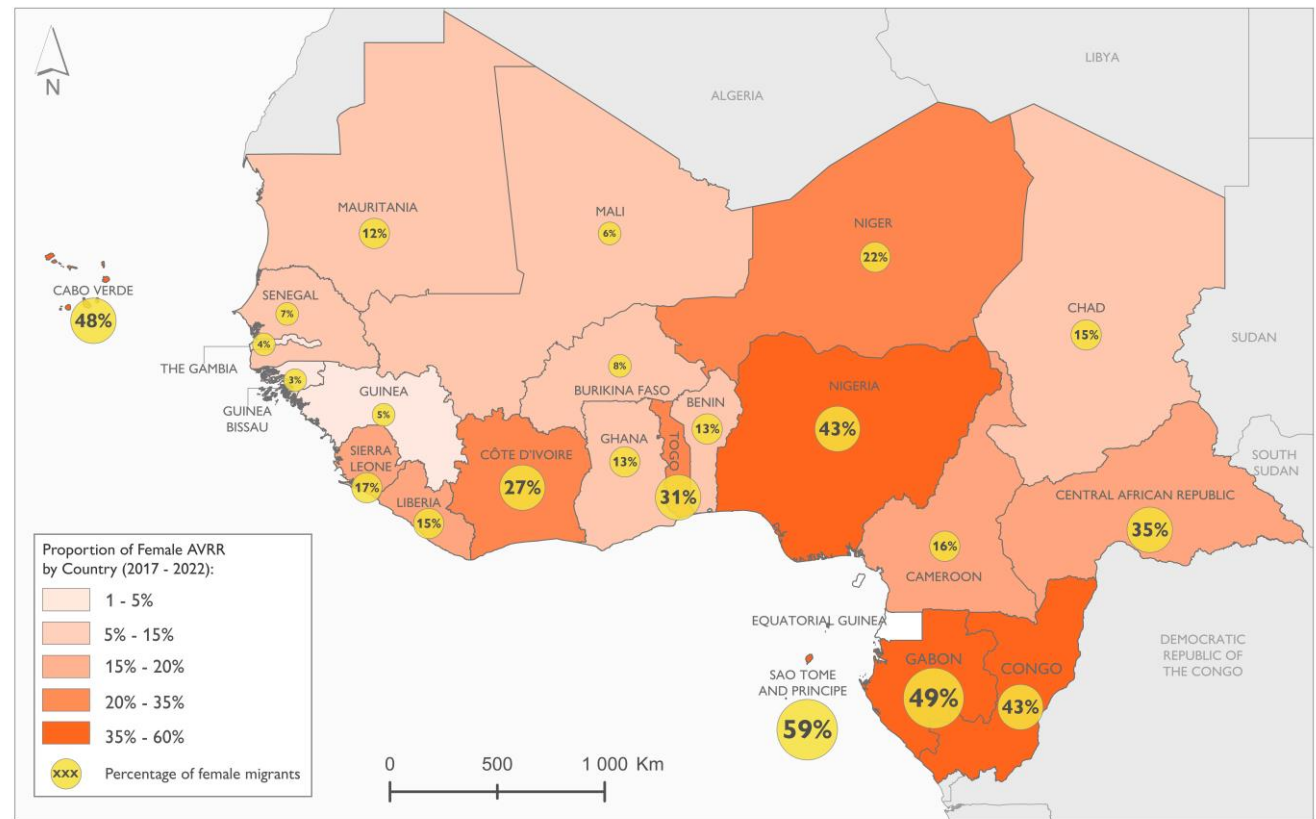 N
ALGERIA
LIBYA
MAURITANIA
12%
MALI
6%
NIGER
22%
CHAD
15%
SUDAN
CABO VERDE
48%
SENEGAL
7%
4%
THE GAMBIA
3%
GUINEA
BISSAU
GUINEA
5%
8%
BURIKINA FASO
BENIN
13%
NIGERIA
43%
SIERRA
LEONE
17%
LIBERIA
15%
CÔTE D'IVOIRE
27%
GHANA
13%
TOGO
31%
SOUTH
SUDAN
CENTRAL AFRICAN REPUBLIC
35%
16%
CAMEROON
EQUATORIAL GUINEA
SAO TOME
AND PRINCIPE
59%
GABON
49%
CONGO
43%
DEMOCRATIC
REPUBLIC OF
THE CONGO
Proportion of Female AVRR
by Country (2017 - 2022):
1 - 5%
5% - 15%
15% - 20%
20% - 35%
35% - 60%
xxx Percentage of female migrants
0 500 1 000 Km